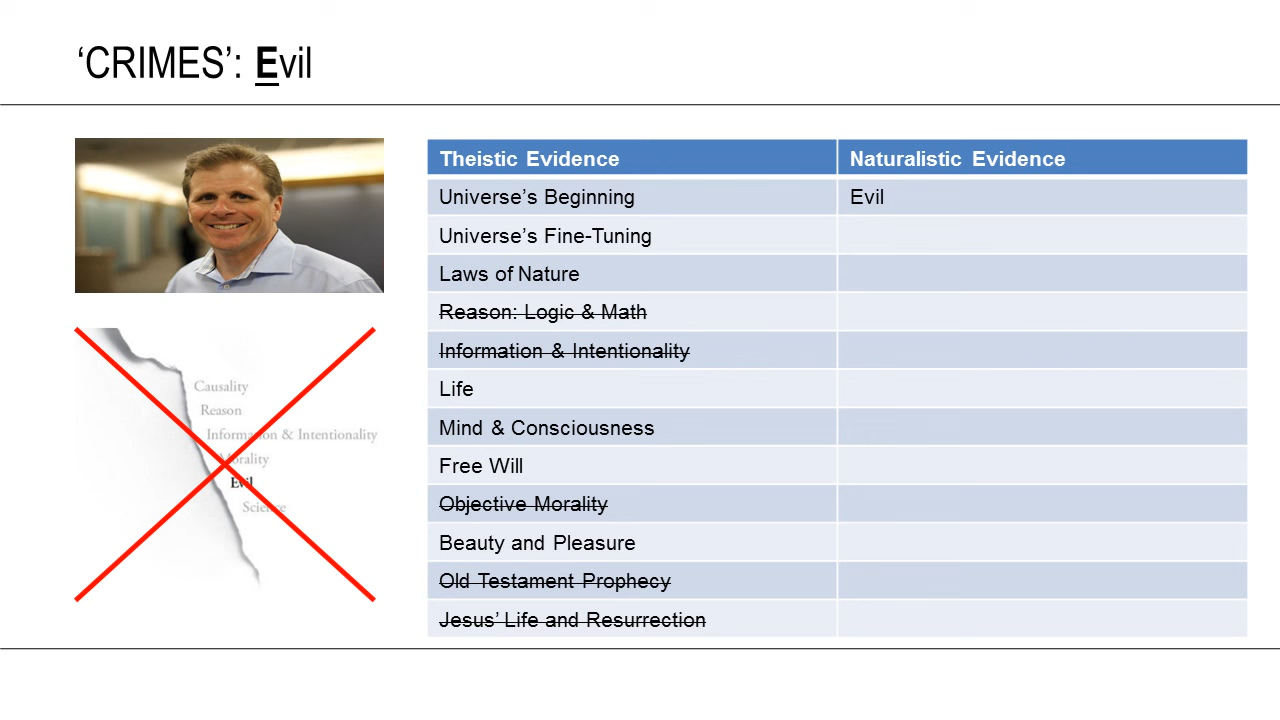 ‘CRIMES’: Evil
Causality
Reason
Information & Intentionality
Morality
Evil
Science
Theistic Evidence Naturalistic Evidence
Universe’s Beginning Evil
Universe’s Fine-Tuning
Laws of Nature
Reason: Logic & Math
Information & Intentionality
Life
Mind & Consciousness
Free Will
Objective Morality
Beauty and Pleasure
Old Testament Prophecy
Jesus’ Life and Resurrection